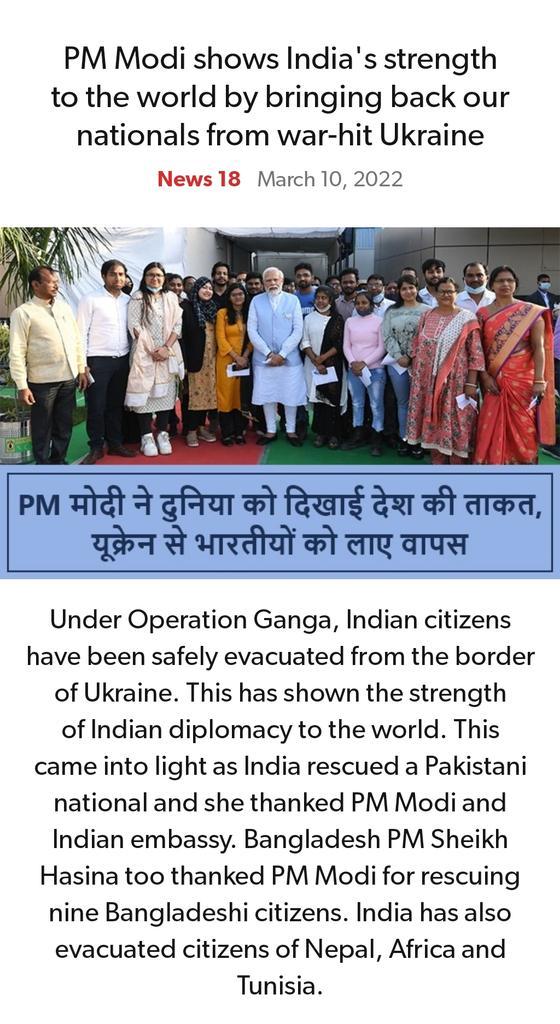 PM Modi shows India's strength
to the world by bringing back our
nationals from war-hit Ukraine
News 18 March 10, 2022
PM मोदी ने दुनिया को दिखाई देश की ताकत,
यूक्रेन से भारतीयों को लाए वापस
Under Operation Ganga, Indian citizens
have been safely evacuated from the border
of Ukraine. This has shown the strength
of Indian diplomacy to the world. This
came into light as India rescued a Pakistani
national and she thanked PM Modi and
Indian embassy. Bangladesh PM Sheikh
Hasina too thanked PM Modi for rescuing
nine Bangladeshi citizens. India has also
evacuated citizens of Nepal, Africa and
Tunisia.